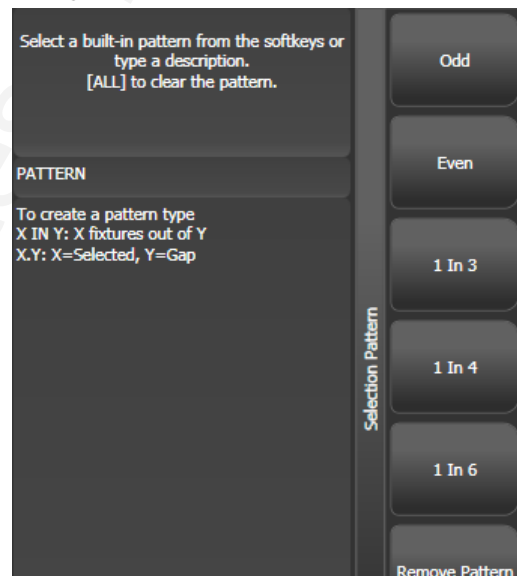 Select a built-in pattern from the softkeys or
type a description.
[ALL] to clear the pattern.
PATTERN
To create a pattern type
X IN Y: X fixtures out of Y
X.Y: X=Selected, Y=Gap
Selection Pattern
Odd
Even
1 In 3
1 In 4
1 In 6
Remove Pattern